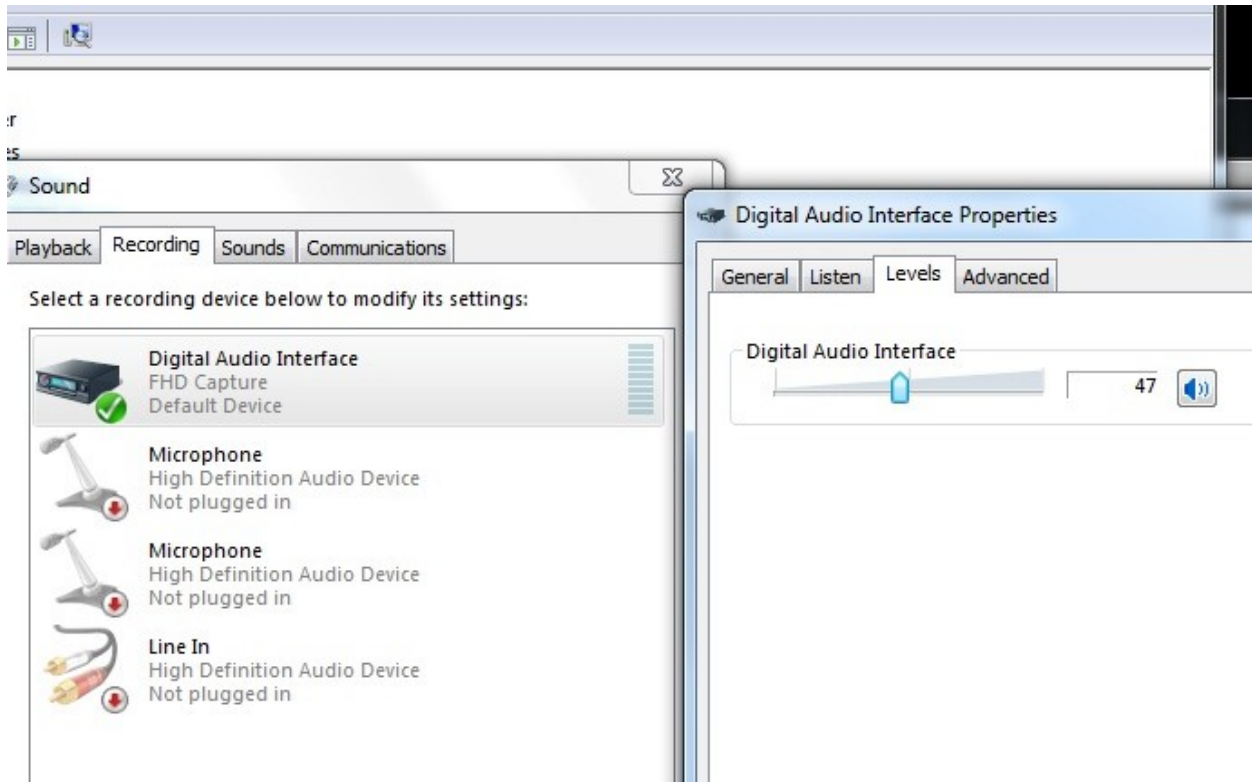 Sound
Playback Recording Sounds Communications
Select a recording device below to modify its settings:
Digital Audio Interface
FHD Capture
Default Device
Microphone
High Definition Audio Device
Not plugged in
Microphone
High Definition Audio Device
Not plugged in
Line In
High Definition Audio Device
Not plugged in
Digital Audio Interface Properties
General Listen Levels Advanced
Digital Audio Interface
47